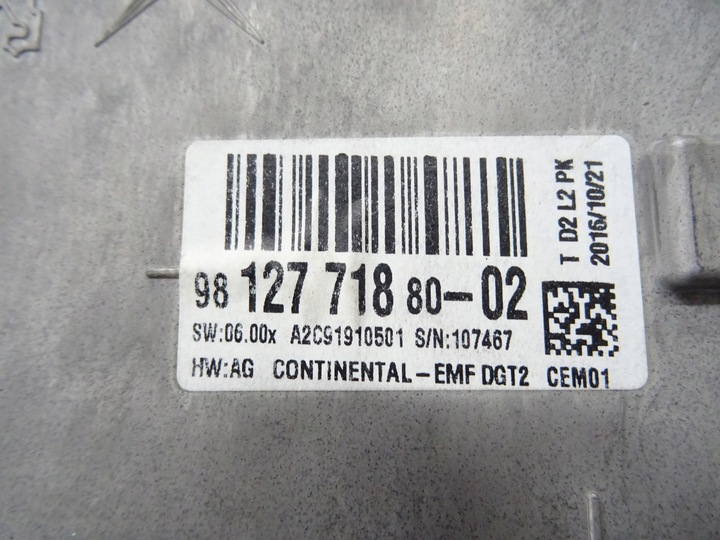 98 127 718 80-02
SW:06.00x A2C91910501 S/N:107467
HW:AG CONTINENTAL-EMF DGT2 CEM01
T D2 L2 PK
2016/10/21